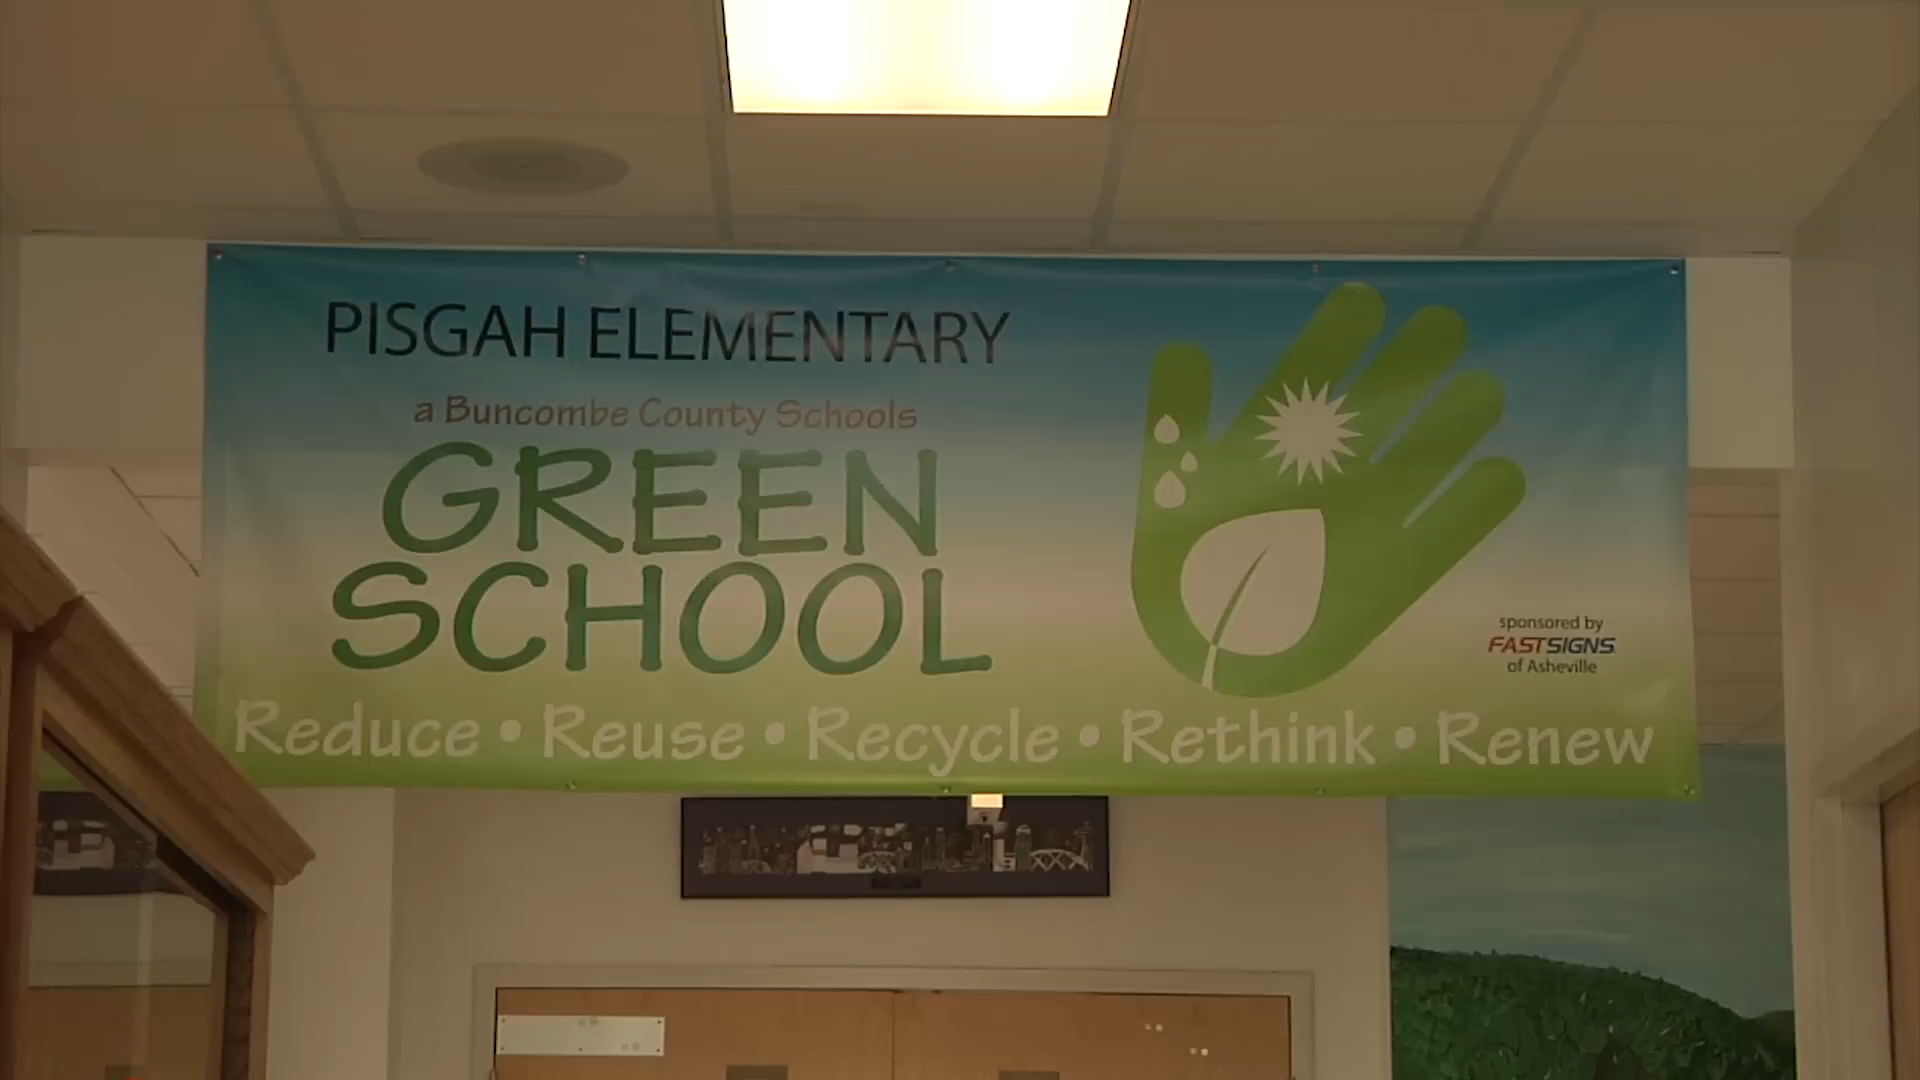 PISGAH ELEMENTARY
a Buncombe County Schools
GREEN
SCHOOL
sponsored by
FASTSIGNS
of Asheville
Reduce • Reuse • Recycle • Rethink • Renew